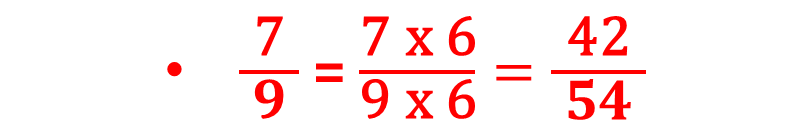 • 7/9 = 7 x 6/9 x 6 = 42/54